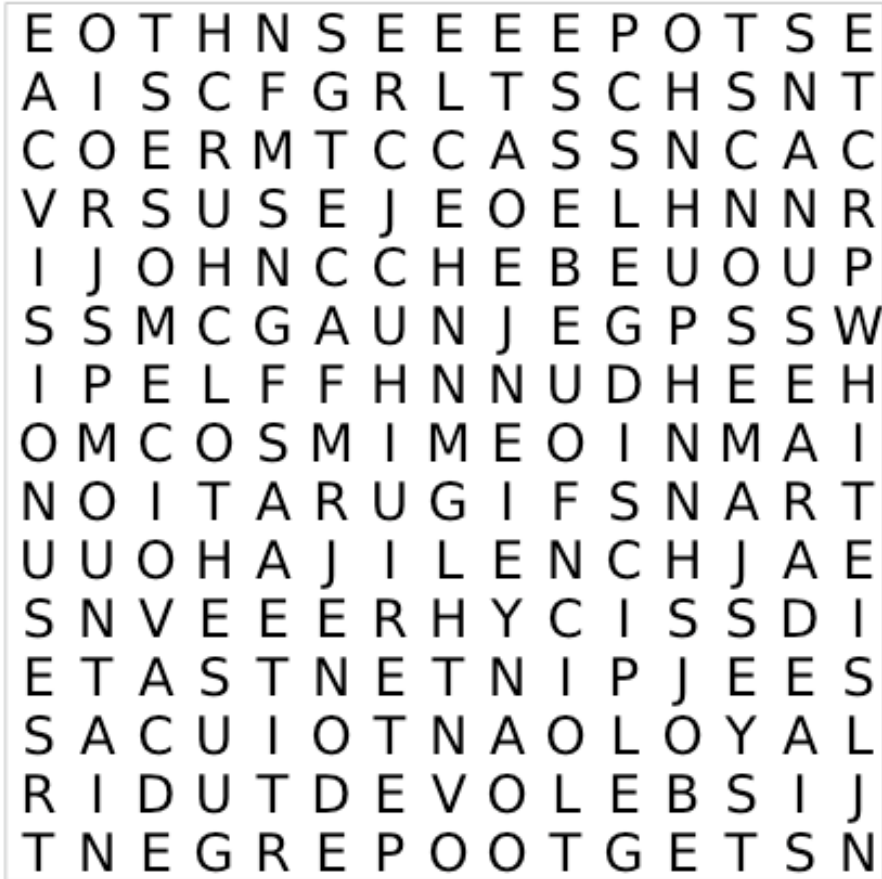 E O T H N S E E E E P O T S E
A I S C F G R L T S C H S N T
C O E R M T C C A S S N C A C
V R S U S E J E O E L H N N R
I J O H N C C H E B E U O U P
S S M C G A U N J E G P S S W
I P E L F F H N N U D H E E H
O M C O S M I M E O I N M A I
N O I T A R U G I F S N A R T
U U O H A J I L E N C H J A E
S N V E E E R H Y C I S S D I
E T A S T N E T N I P J E E S
S A C U I O T N A O L O Y A L
R I D U T D E V O L E B S I J
T N E G R E P O O T G E T S N